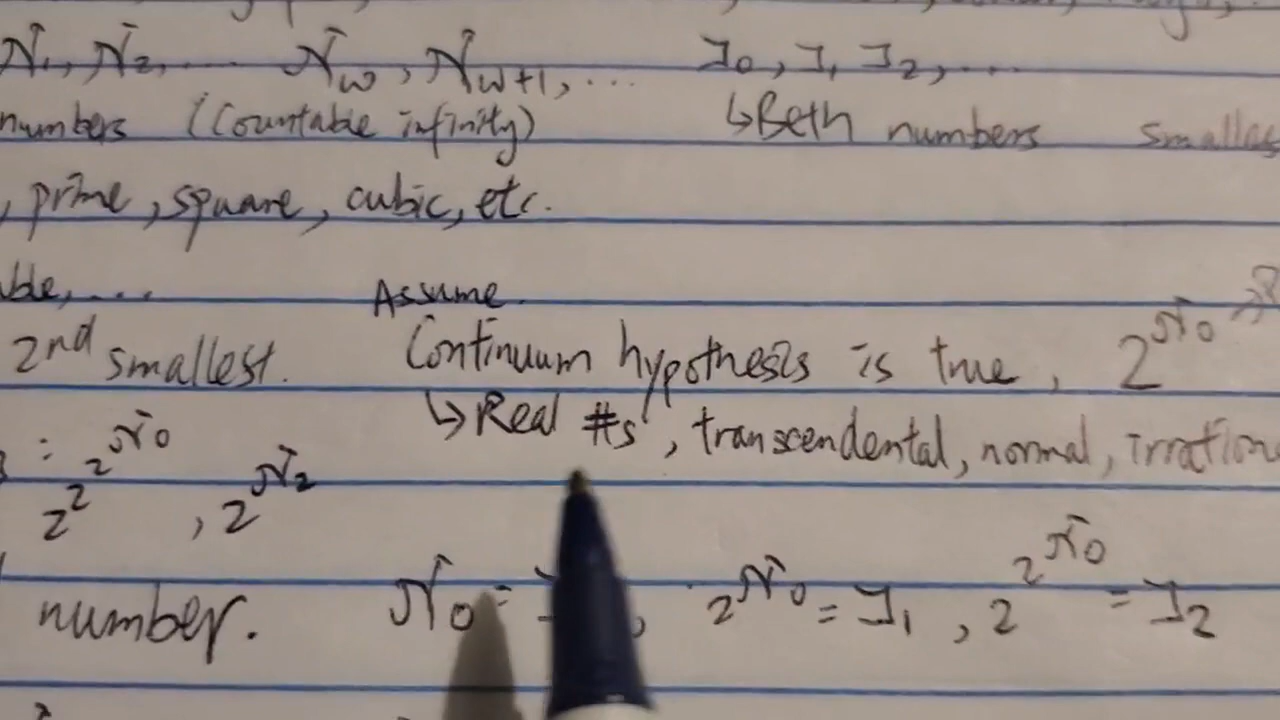 ℵ₁, ℵ₂, ... ℵ_ω, ℵ_ω+1, ... ℶ₀, ℶ₁ ℶ₂, ...
numbers (Countable infinity) ↳Beth numbers
, prime, square, cubic, etc.
... Assume
2nd smallest. Continuum hypothesis is true, 2^ℵ₀
↳Real #s, transcendental, normal,
: 2^2^2^ℵ₀, 2^ℵ₂
number. ℵ₀ = , 2^ℵ₀ = ℶ₁, 2^2^ℵ₀ = ℶ₂